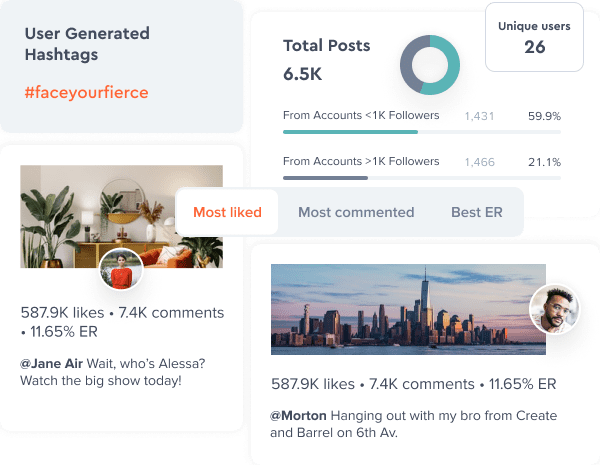 User Generated
Hashtags
#faceyourfierce
Total Posts
6.5K
Unique users
26
From Accounts <1K Followers 1,431 59.9%
From Accounts >1K Followers 1,466 21.1%
Most liked Most commented Best ER
587.9K likes • 7.4K comments
• 11.65% ER
@Jane Air Wait, who's Alessa?
Watch the big show today!
587.9K likes • 7.4K comments • 11.65% ER
@Morton Hanging out with my bro from Create
and Barrel on 6th Av.